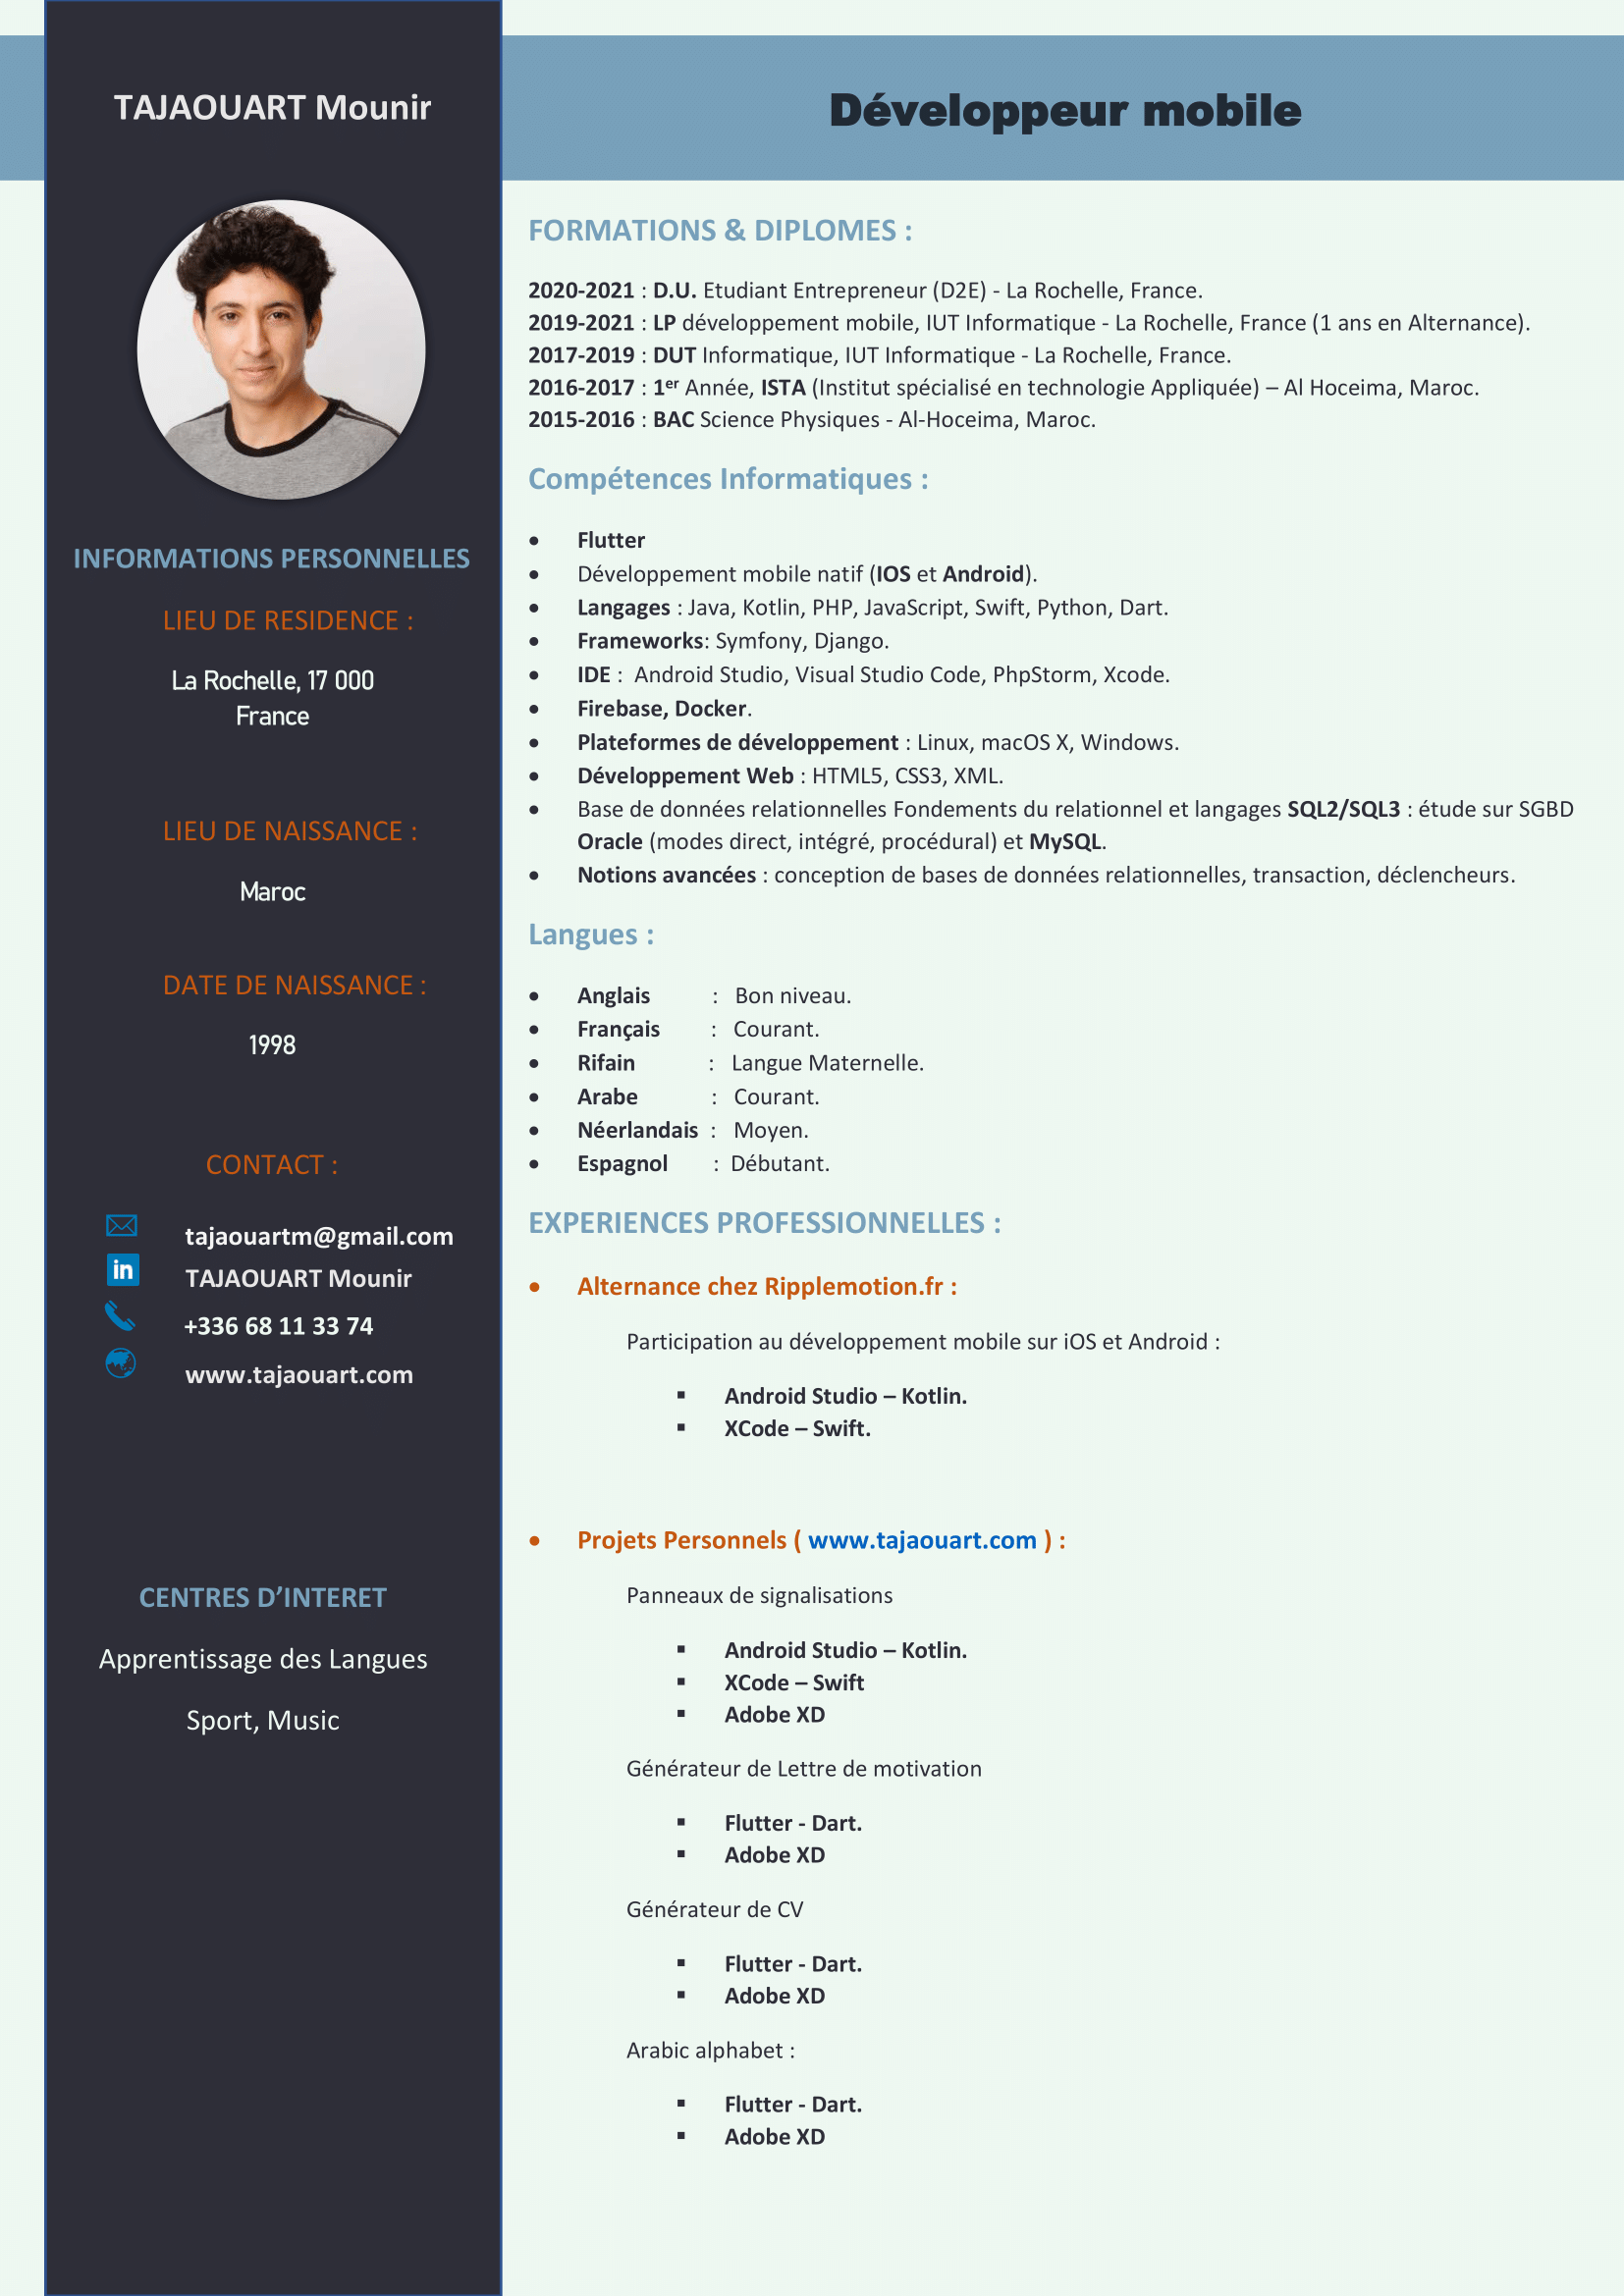 TAJAOUART Mounir
Développeur mobile
INFORMATIONS PERSONNELLES
LIEU DE RESIDENCE :
La Rochelle, 17 000
France
LIEU DE NAISSANCE :
Maroc
DATE DE NAISSANCE :
1998
CONTACT :
tajaouartm@gmail.com
in
TAJAOUART Mounir
+336 68 11 33 74
www.tajaouart.com
CENTRES D’INTERET
Apprentissage des Langues
Sport, Music
FORMATIONS & DIPLOMES :
2020-2021 : D.U. Etudiant Entrepreneur (D2E) - La Rochelle, France.
2019-2021 : LP développement mobile, IUT Informatique - La Rochelle, France (1 ans en Alternance).
2017-2019 : DUT Informatique, IUT Informatique - La Rochelle, France.
2016-2017 : 1er Année, ISTA (Institut spécialisé en technologie Appliquée) – Al Hoceima, Maroc.
2015-2016 : BAC Science Physiques - Al-Hoceima, Maroc.
Compétences Informatiques :
• Flutter
• Développement mobile natif (IOS et Android).
• Langages : Java, Kotlin, PHP, JavaScript, Swift, Python, Dart.
• Frameworks: Symfony, Django.
• IDE : Android Studio, Visual Studio Code, PhpStorm, Xcode.
• Firebase, Docker.
• Plateformes de développement : Linux, macOS X, Windows.
• Développement Web : HTML5, CSS3, XML.
• Base de données relationnelles Fondements du relationnel et langages SQL2/SQL3 : étude sur SGBD
Oracle (modes direct, intégré, procédural) et MySQL.
• Notions avancées : conception de bases de données relationnelles, transaction, déclencheurs.
Langues :
• Anglais : Bon niveau.
• Français : Courant.
• Rifain : Langue Maternelle.
• Arabe : Courant.
• Néerlandais : Moyen.
• Espagnol : Débutant.
EXPERIENCES PROFESSIONNELLES :
• Alternance chez Ripplemotion.fr :
Participation au développement mobile sur iOS et Android :
▪ Android Studio – Kotlin.
▪ XCode – Swift.
• Projets Personnels ( www.tajaouart.com ) :
Panneaux de signalisations
▪ Android Studio – Kotlin.
▪ XCode – Swift
▪ Adobe XD
Générateur de Lettre de motivation
▪ Flutter - Dart.
▪ Adobe XD
Générateur de CV
▪ Flutter - Dart.
▪ Adobe XD
Arabic alphabet :
▪ Flutter - Dart.
▪ Adobe XD